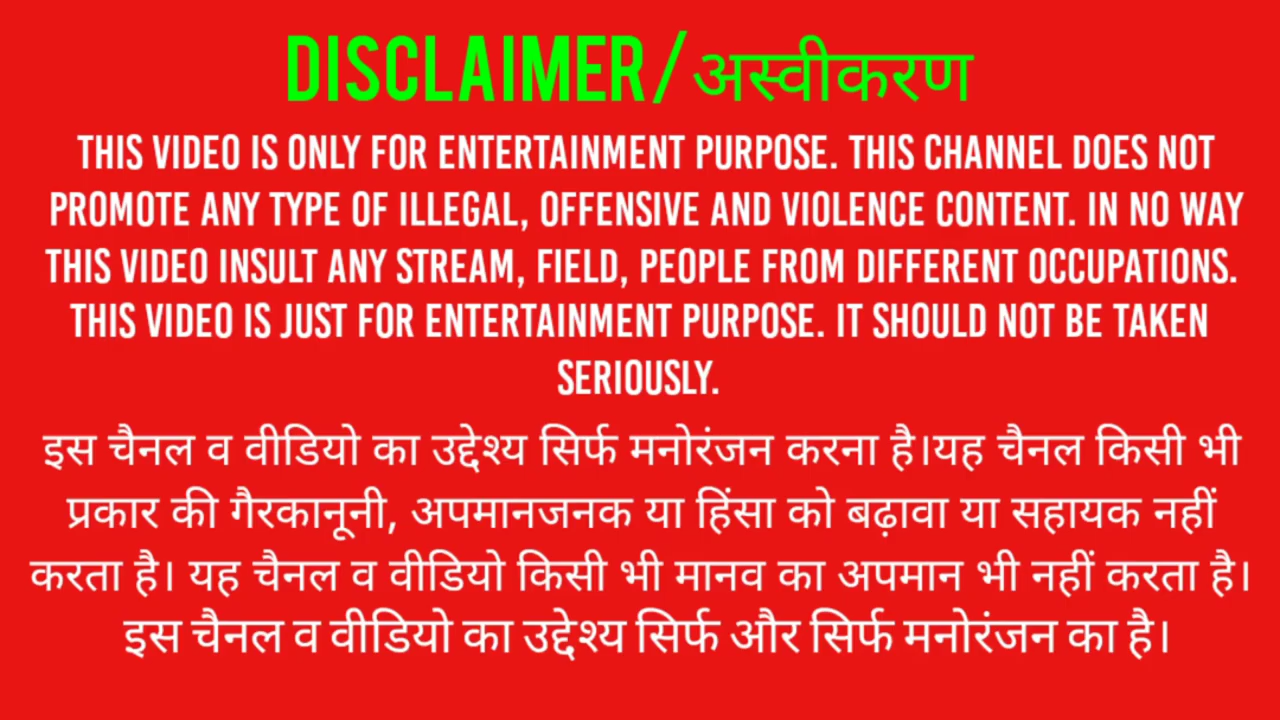 DISCLAIMER/अस्वीकरण
THIS VIDEO IS ONLY FOR ENTERTAINMENT PURPOSE. THIS CHANNEL DOES NOT
PROMOTE ANY TYPE OF ILLEGAL, OFFENSIVE AND VIOLENCE CONTENT. IN NO WAY
THIS VIDEO INSULT ANY STREAM, FIELD, PEOPLE FROM DIFFERENT OCCUPATIONS.
THIS VIDEO IS JUST FOR ENTERTAINMENT PURPOSE. IT SHOULD NOT BE TAKEN
SERIOUSLY.
इस चैनल व वीडियो का उद्देश्य सिर्फ मनोरंजन करना है।यह चैनल किसी भी
प्रकार की गैरकानूनी, अपमानजनक या हिंसा को बढ़ावा या सहायक नहीं
करता है। यह चैनल व वीडियो किसी भी मानव का अपमान भी नहीं करता है।
इस चैनल व वीडियो का उद्देश्य सिर्फ और सिर्फ मनोरंजन का है।